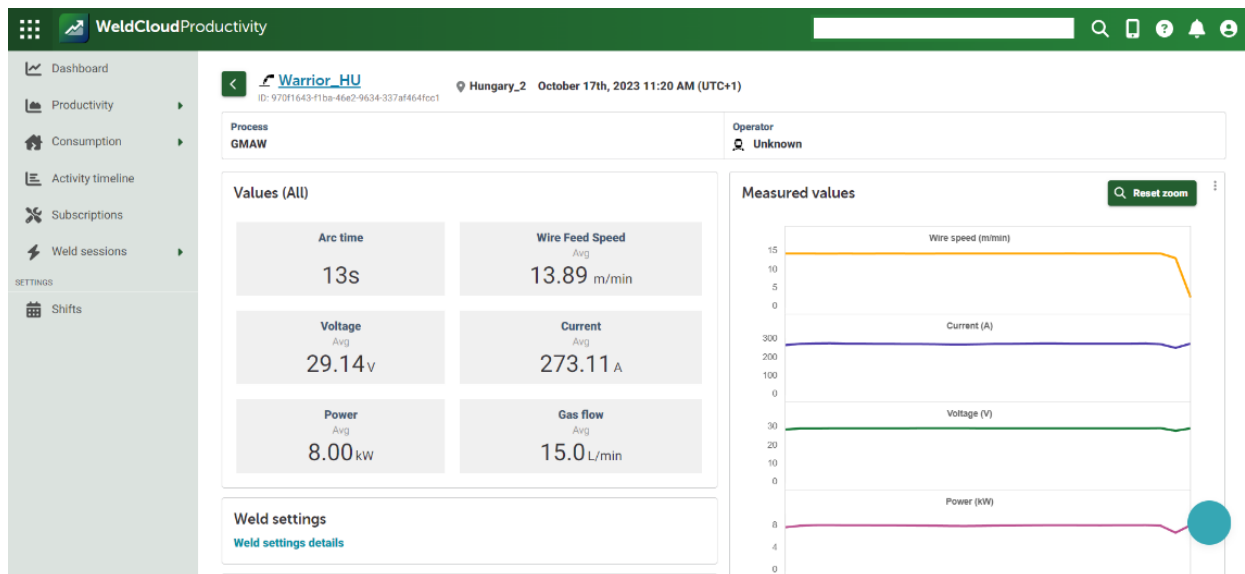 WeldCloudProductivity
Dashboard
Productivity
Consumption
Activity timeline
Subscriptions
Weld sessions
SETTINGS
Shifts
Warrior_HU
ID: 970f1643-f1ba-46e2-9634-337af464fcc1
Hungary_2 October 17th, 2023 11:20 AM (UTC+1)
Process
GMAW
Operator
Unknown
Values (All)
Arc time
13s
Wire Feed Speed
Avg
13.89 m/min
Voltage
Avg
29.14 V
Current
Avg
273.11 A
Power
Avg
8.00 kW
Gas flow
Avg
15.0 L/min
Weld settings
Weld settings details
Measured values
Reset zoom
Wire speed (m/min)
15
10
5
0
Current (A)
300
200
100
0
Voltage (V)
30
20
10
0
Power (kW)
8
4
0